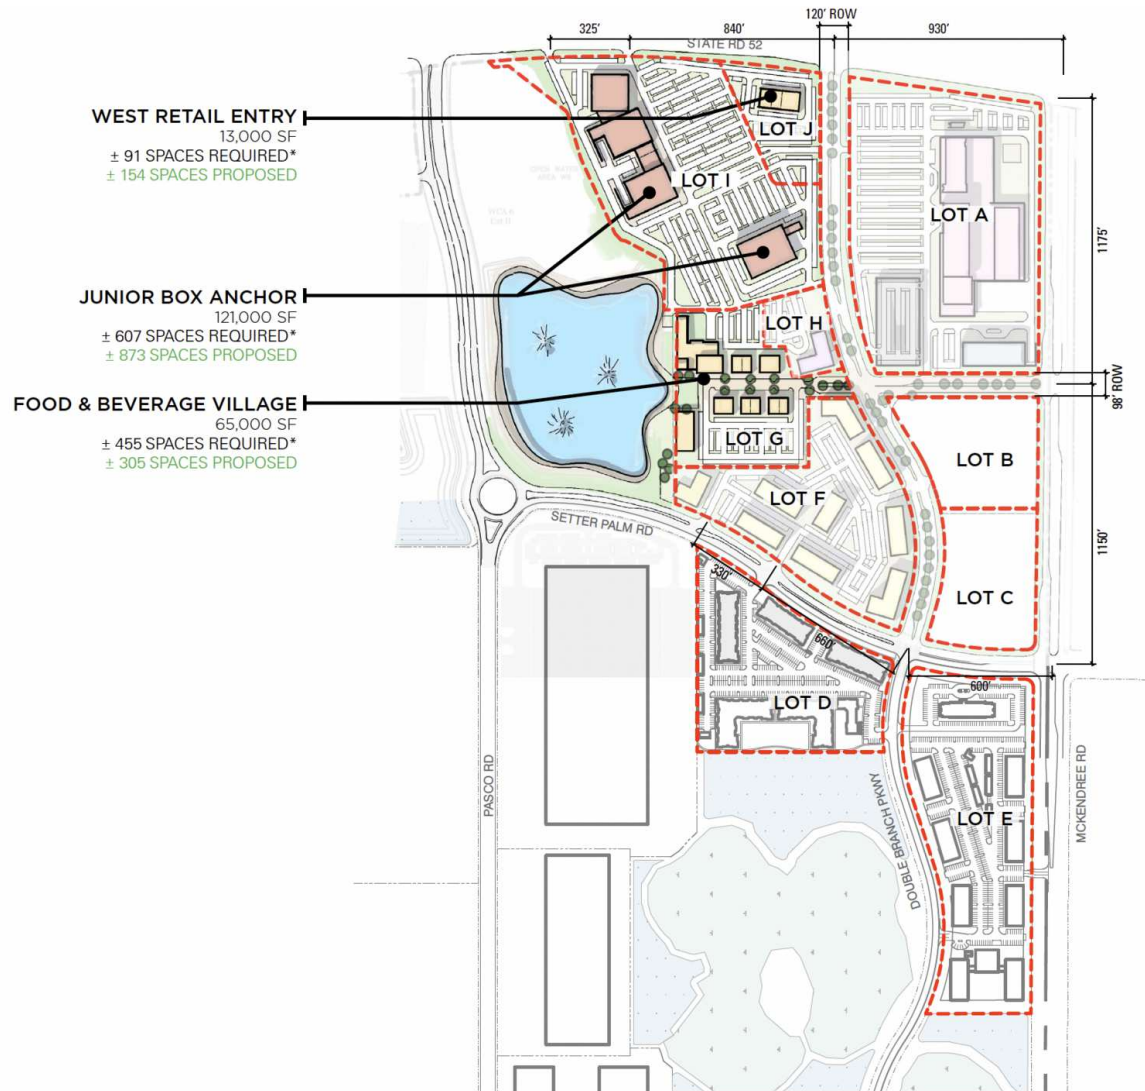 325'
840'
120' ROW
930'
STATE RD 52
WEST RETAIL ENTRY
13,000 SF
± 91 SPACES REQUIRED*
± 154 SPACES PROPOSED
LOT J
LOT I
LOT A
1175'
JUNIOR BOX ANCHOR
121,000 SF
± 607 SPACES REQUIRED*
± 873 SPACES PROPOSED
LOT H
98' ROW
FOOD & BEVERAGE VILLAGE
65,000 SF
± 455 SPACES REQUIRED*
± 305 SPACES PROPOSED
LOT G
LOT B
LOT F
SETTER PALM RD
1150'
330'
LOT C
660'
600'
LOT D
PASCO RD
DOUBLE BRANCH PKWY
LOT E
MCKENDREE RD